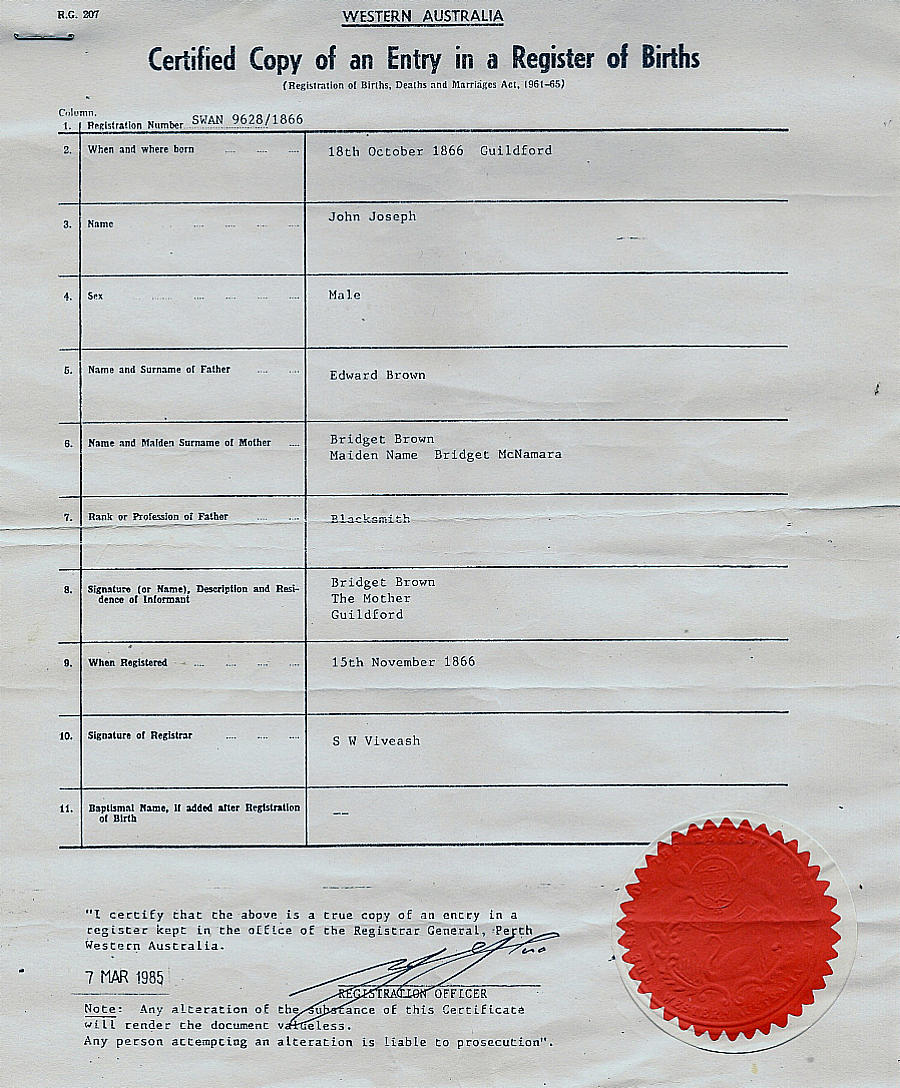 R.G. 207
WESTERN AUSTRALIA
Certified Copy of an Entry in a Register of Births
(Registration of Births, Deaths and Marriages Act, 1961-65)
Column.
1. Registration Number SWAN 9628/1866
2. When and where born .... .... .... 18th October 1866 Guildford
3. Name .... .... .... .... John Joseph
4. Sex .... .... .... .... Male
5. Name and Surname of Father .... .... Edward Brown
6. Name and Maiden Surname of Mother .... Bridget Brown
Maiden Name Bridget McNamara
7. Rank or Profession of Father .... .... Blacksmith
8. Signature (or Name), Description and Resi- Bridget Brown
dence of Informant The Mother
Guildford
9. When Registered .... .... .... .... 15th November 1866
10. Signature of Registrar .... .... .... S W Viveash
11. Baptismal Name, if added after Registration
of Birth --
"I certify that the above is a true copy of an entry in a
register kept in the office of the Registrar General, Perth
Western Australia.
7 MAR 1985
REGISTRATION OFFICER
Note: Any alteration of the substance of this Certificate
will render the document valueless.
Any person attempting an alteration is liable to prosecution".